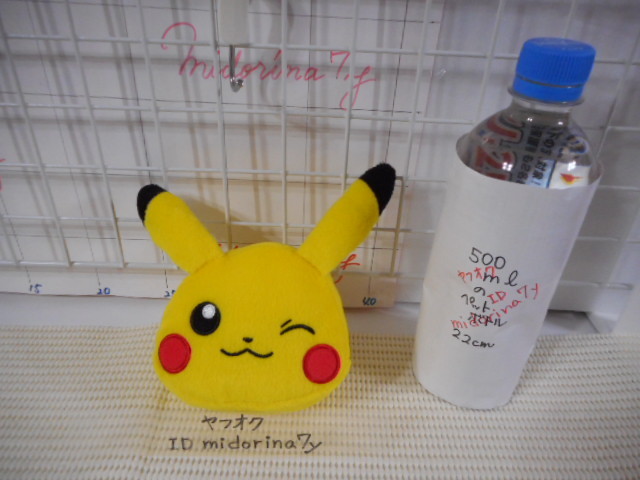 midorina7y
15
20
25
40
500
ml
の
ペット
ボトル
22cm
ヤフオク
ID
midorina7y
ヤフオク
ID midorina7y